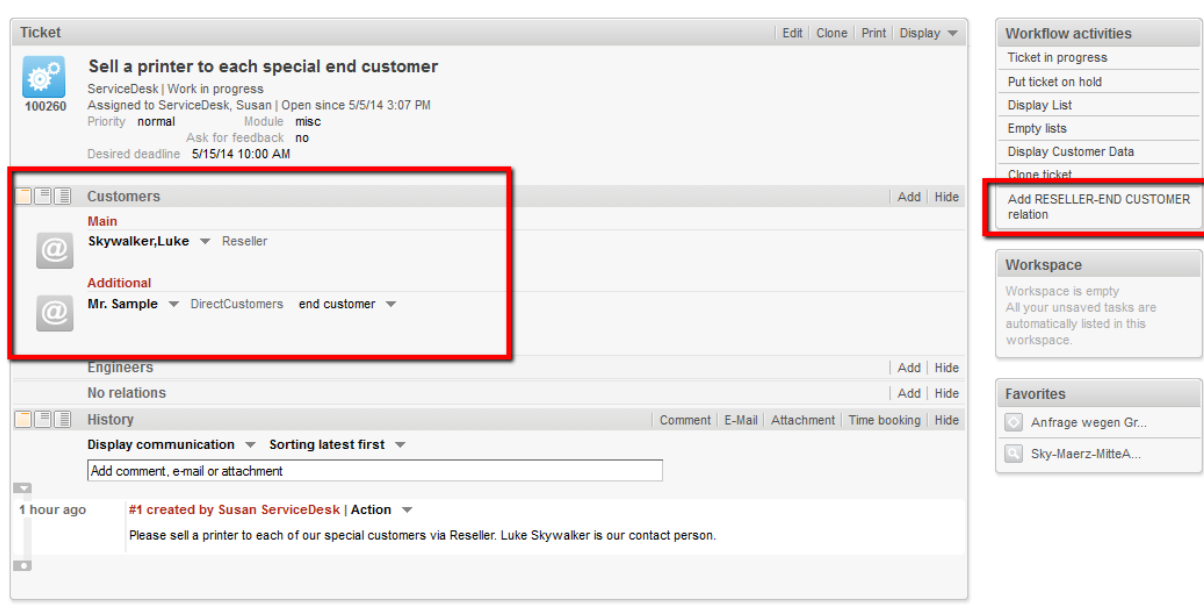 Ticket
Edit Clone Print Display
Sell a printer to each special end customer
100260
ServiceDesk | Work in progress
Assigned to ServiceDesk, Susan | Open since 5/5/14 3:07 PM
Priority normal Module misc
Ask for feedback no
Desired deadline 5/15/14 10:00 AM
Customers
Add Hide
Main
@
Skywalker,Luke Reseller
Additional
@
Mr. Sample DirectCustomers end customer
Engineers
Add Hide
No relations
Add Hide
History
Comment E-Mail Attachment Time booking Hide
Display communication Sorting latest first
Add comment, e-mail or attachment
1 hour ago
#1 created by Susan ServiceDesk | Action
Please sell a printer to each of our special customers via Reseller. Luke Skywalker is our contact person.
Workflow activities
Ticket in progress
Put ticket on hold
Display List
Empty lists
Display Customer Data
Clone ticket
Add RESELLER-END CUSTOMER
relation
Workspace
Workspace is empty
All your unsaved tasks are
automatically listed in this
workspace.
Favorites
Anfrage wegen Gr...
Sky-Maerz-MitteA...